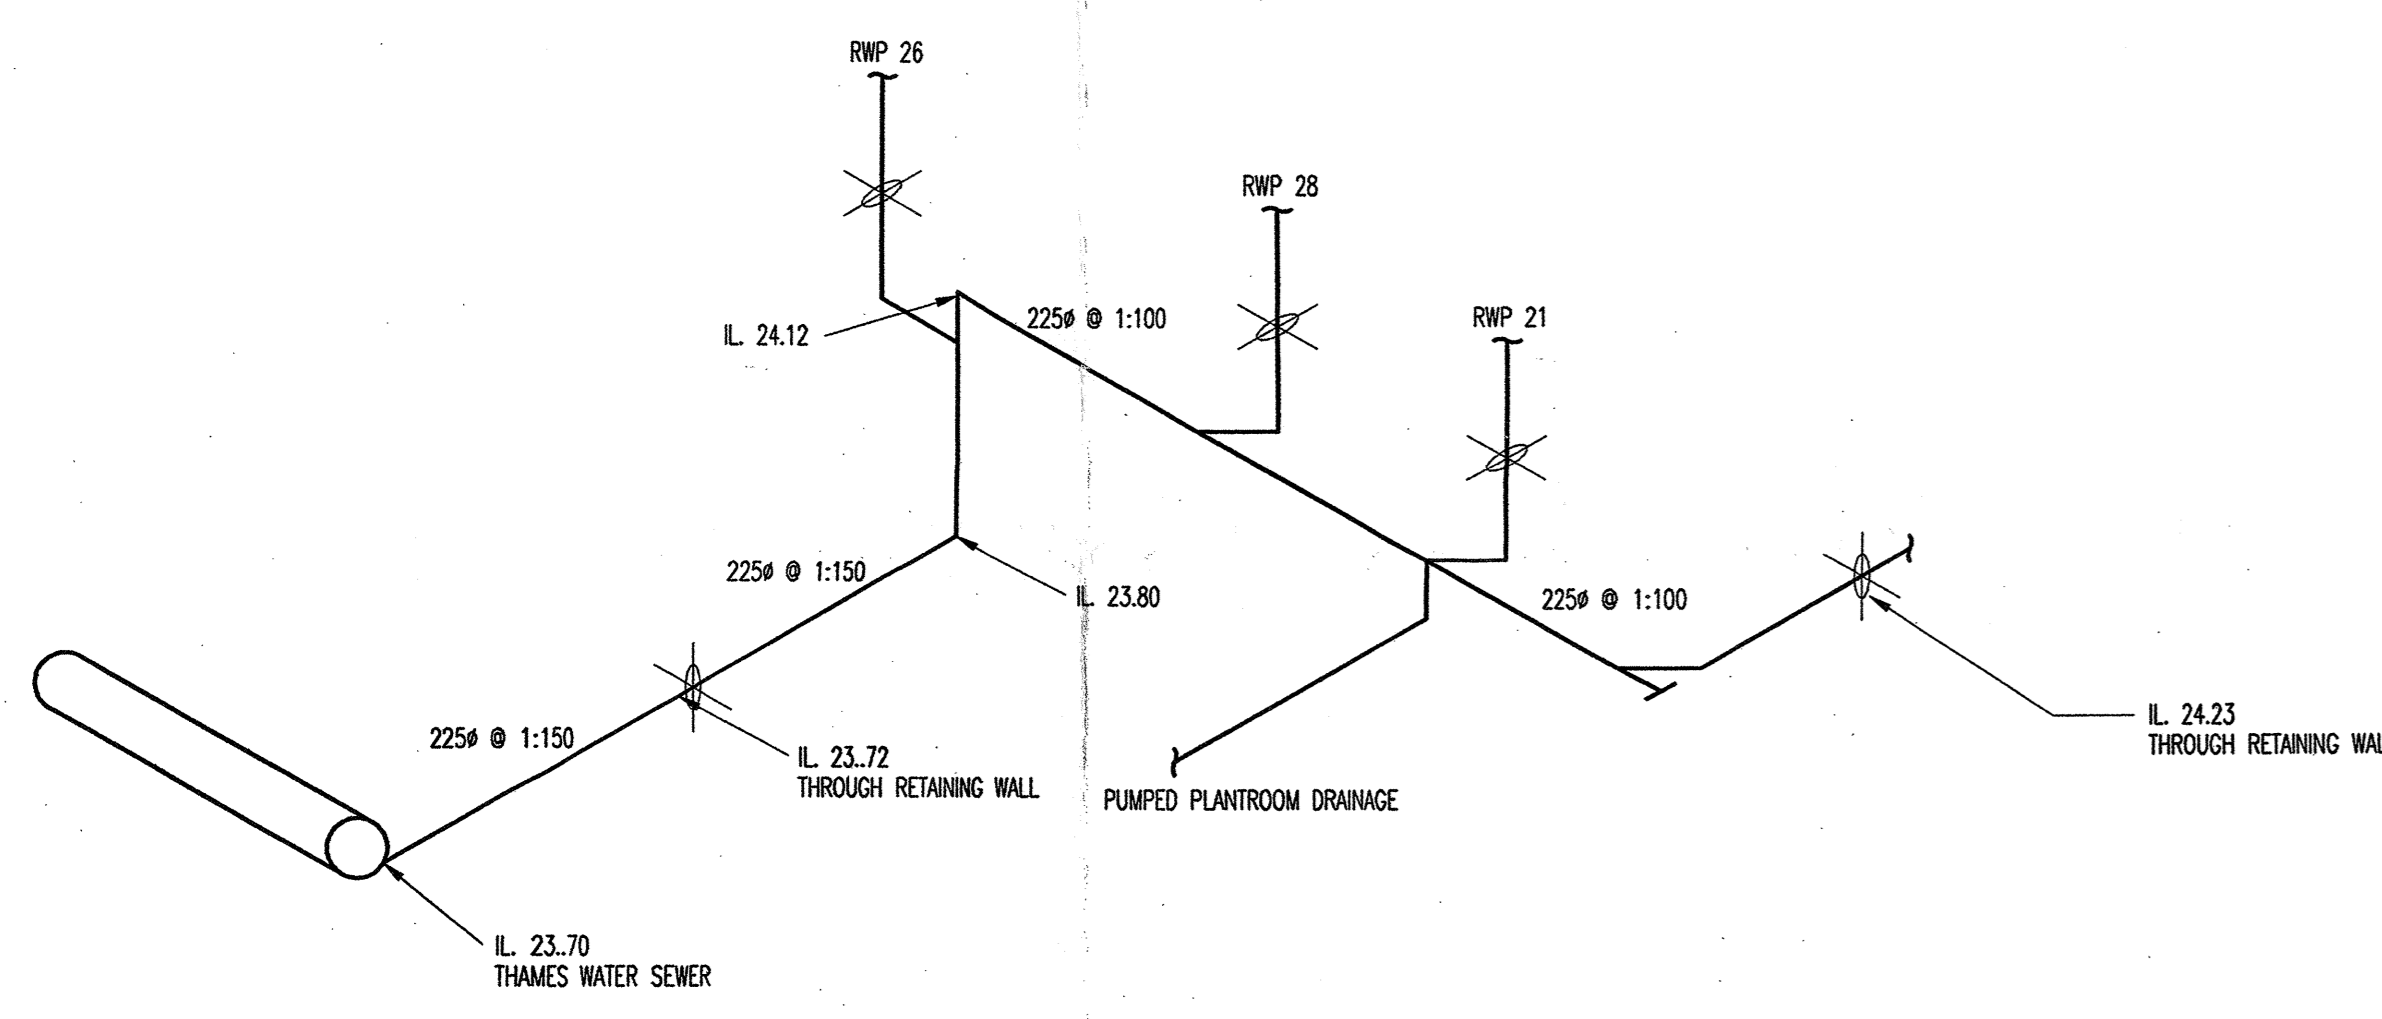 RWP 26
RWP 28
RWP 21
IL. 24.12
225ø @ 1:100
225ø @ 1:150
IL. 23.80
225ø @ 1:100
225ø @ 1:150
IL. 23..72
THROUGH RETAINING WALL
PUMPED PLANTROOM DRAINAGE
IL. 24.23
THROUGH RETAINING WAL
IL. 23..70
THAMES WATER SEWER